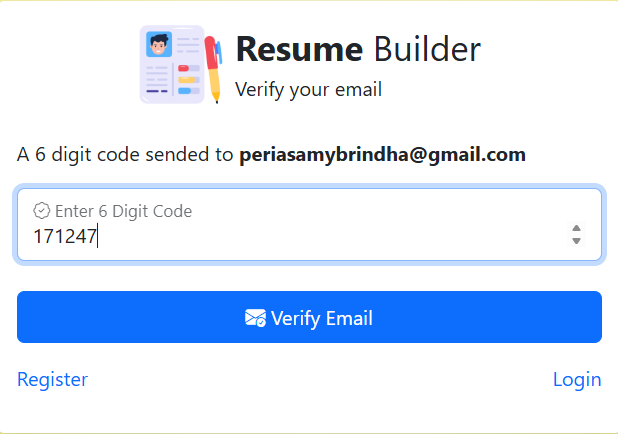 Resume Builder
Verify your email
A 6 digit code sended to periasamybrindha@gmail.com
Enter 6 Digit Code
171247
Verify Email
Register
Login